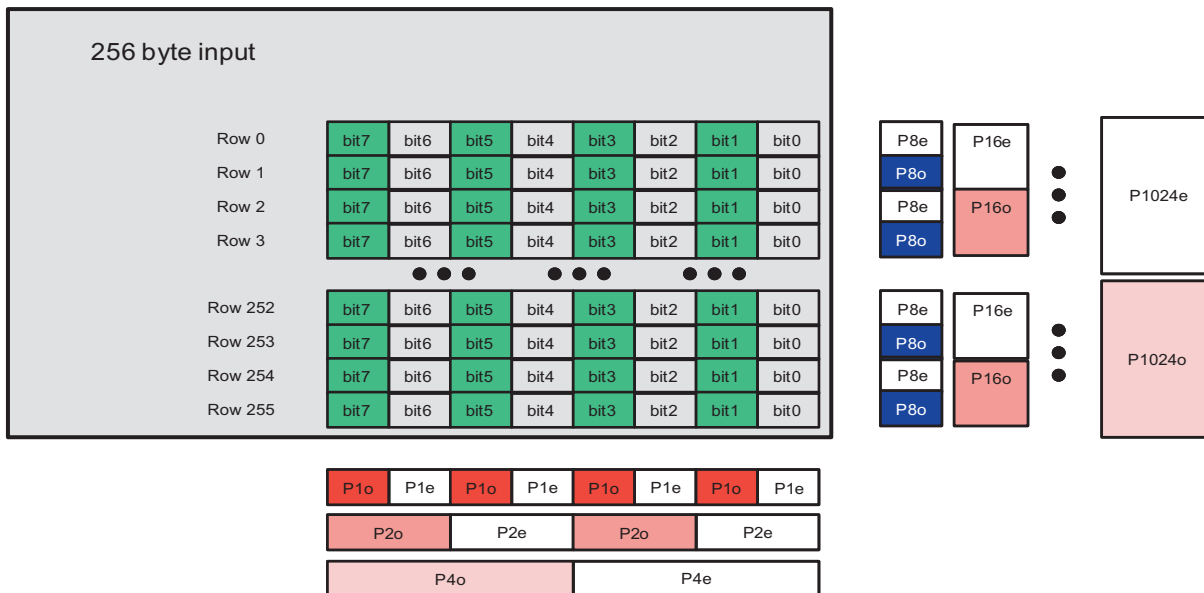 256 byte input
Row 0 bit7 bit6 bit5 bit4 bit3 bit2 bit1 bit0 P8e P16e P1024e
Row 1 bit7 bit6 bit5 bit4 bit3 bit2 bit1 bit0 P8o
Row 2 bit7 bit6 bit5 bit4 bit3 bit2 bit1 bit0 P8e P16o
Row 3 bit7 bit6 bit5 bit4 bit3 bit2 bit1 bit0 P8o
Row 252 bit7 bit6 bit5 bit4 bit3 bit2 bit1 bit0 P8e P16e P1024o
Row 253 bit7 bit6 bit5 bit4 bit3 bit2 bit1 bit0 P8o
Row 254 bit7 bit6 bit5 bit4 bit3 bit2 bit1 bit0 P8e P16o
Row 255 bit7 bit6 bit5 bit4 bit3 bit2 bit1 bit0 P8o
P1o P1e P1o P1e P1o P1e P1o P1e
P2o P2e P2o P2e
P4o P4e